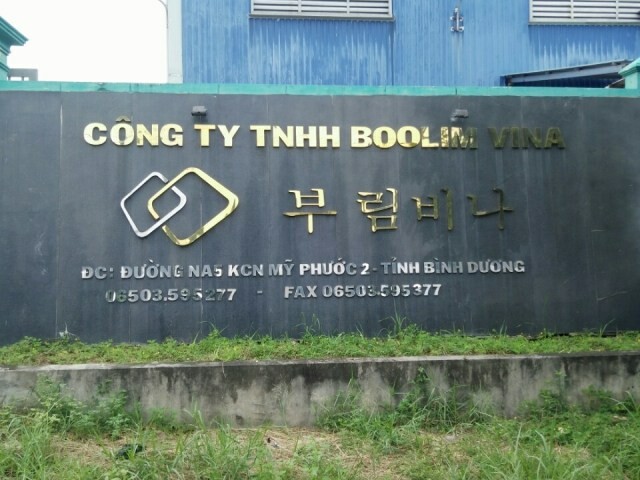 CÔNG TY TNHH BOOLIM VINA
부림비나
ĐC: ĐƯỜNG NA5 KCN MỸ PHƯỚC 2 - TỈNH BÌNH DƯƠNG
06503.595277 - FAX 06503.595377